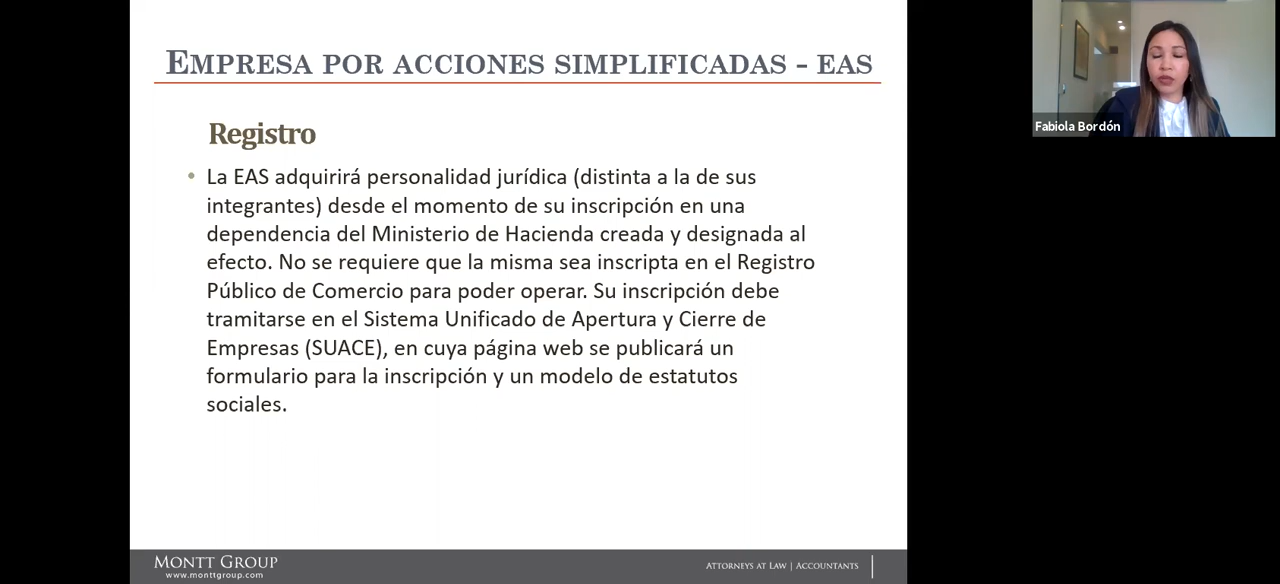 EMPRESA POR ACCIONES SIMPLIFICADAS - EAS
Registro
• La EAS adquirirá personalidad jurídica (distinta a la de sus
integrantes) desde el momento de su inscripción en una
dependencia del Ministerio de Hacienda creada y designada al
efecto. No se requiere que la misma sea inscripta en el Registro
Público de Comercio para poder operar. Su inscripción debe
tramitarse en el Sistema Unificado de Apertura y Cierre de
Empresas (SUACE), en cuya página web se publicará un
formulario para la inscripción y un modelo de estatutos
sociales.
MONTT GROUP
www.monttgroup.com
ATTORNEYS AT LAW | ACCOUNTANTS
Fabiola Bordón